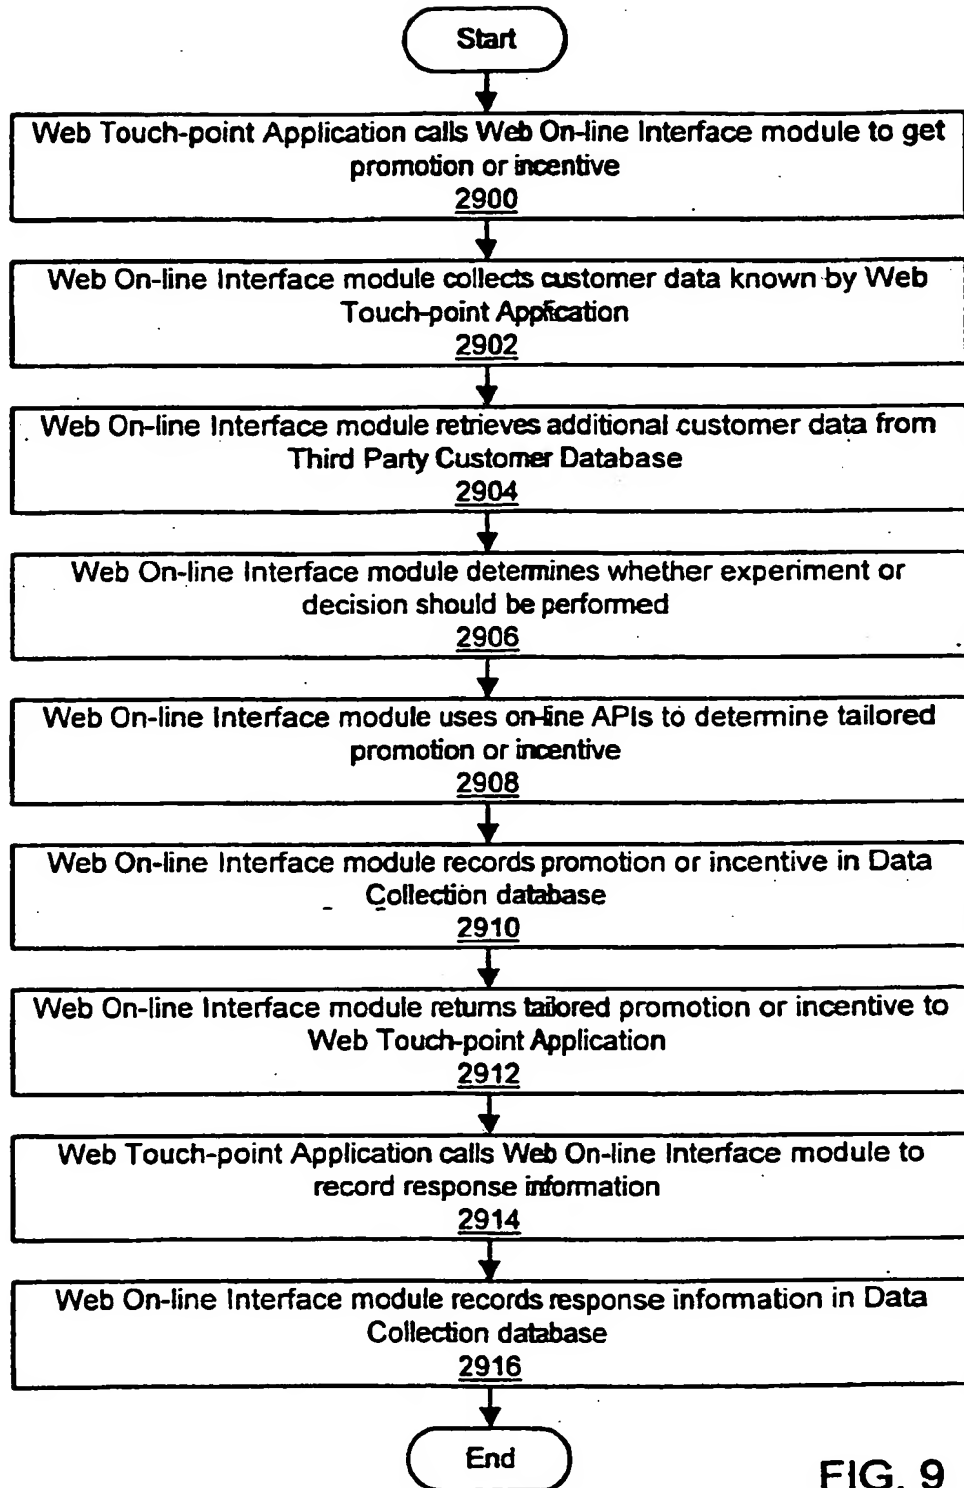 Start
Web Touch-point Application calls Web On-line Interface module to get
promotion or incentive
2900
Web On-line Interface module collects customer data known by Web
Touch-point Application
2902
Web On-line Interface module retrieves additional customer data from
Third Party Customer Database
2904
Web On-line Interface module determines whether experiment or
decision should be performed
2906
Web On-line Interface module uses on-line APIs to determine tailored
promotion or incentive
2908
Web On-line Interface module records promotion or incentive in Data
Collection database
2910
Web On-line Interface module returns tailored promotion or incentive to
Web Touch-point Application
2912
Web Touch-point Application calls Web On-line Interface module to
record response information
2914
Web On-line Interface module records response information in Data
Collection database
2916
End
FIG. 9